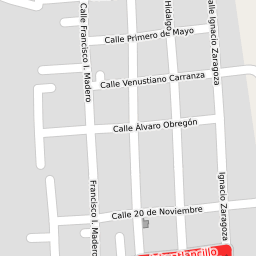 Calle Francisco I. Madero
Hidalgo
Calle Ignacio Zaragoza
Calle Primero de Mayo
Calle Venustiano Carranza
Calle Álvaro Obregón
Francisco I. Madero
Ignacio Zaragoza
Calle 20 de Noviembre